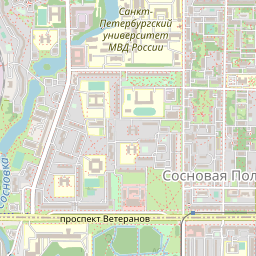 Санкт-
Петербургский
университет
МВД России
Сосновка
Сосновая Пол
проспект Ветеранов